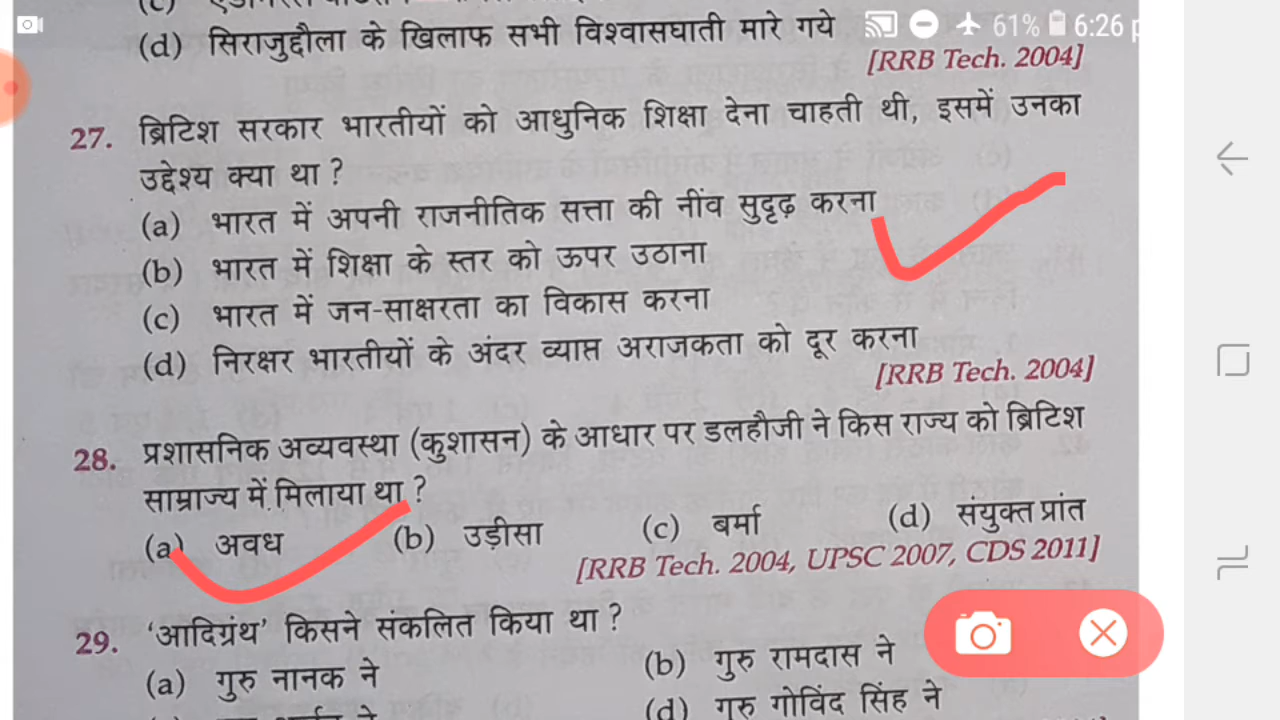 (d) सिराजुद्दौला के खिलाफ सभी विश्वासघाती मारे गये
61% 6:26
[RRB Tech. 2004]
27. ब्रिटिश सरकार भारतीयों को आधुनिक शिक्षा देना चाहती थी, इसमें उनका
उद्देश्य क्या था ?
(a) भारत में अपनी राजनीतिक सत्ता की नींव सुदृढ़ करना
(b) भारत में शिक्षा के स्तर को ऊपर उठाना
(c) भारत में जन-साक्षरता का विकास करना
(d) निरक्षर भारतीयों के अंदर व्याप्त अराजकता को दूर करना
[RRB Tech. 2004]
28. प्रशासनिक अव्यवस्था (कुशासन) के आधार पर डलहौजी ने किस राज्य को ब्रिटिश
साम्राज्य में मिलाया था ?
(a) अवध (b) उड़ीसा (c) बर्मा (d) संयुक्त प्रांत
[RRB Tech. 2004, UPSC 2007, CDS 2011]
29. ‘आदिग्रंथ’ किसने संकलित किया था ?
(a) गुरु नानक ने (b) गुरु रामदास ने
(d) गुरु गोविंद सिंह ने